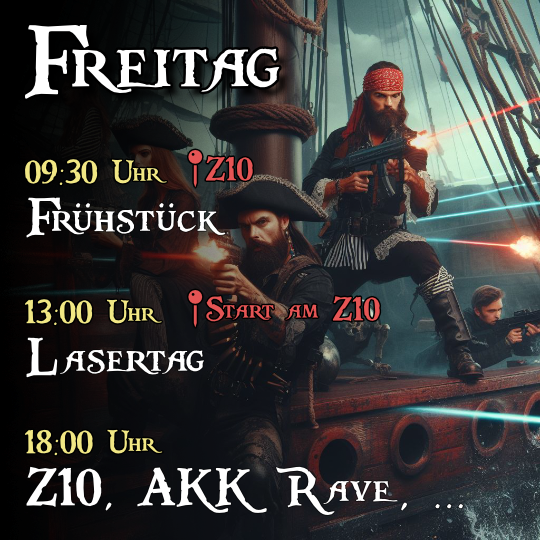 Freitag
09:30 Uhr Z10
Frühstück
13:00 Uhr Start am Z10
Lasertag
18:00 Uhr
Z10, AKK Rave, ...